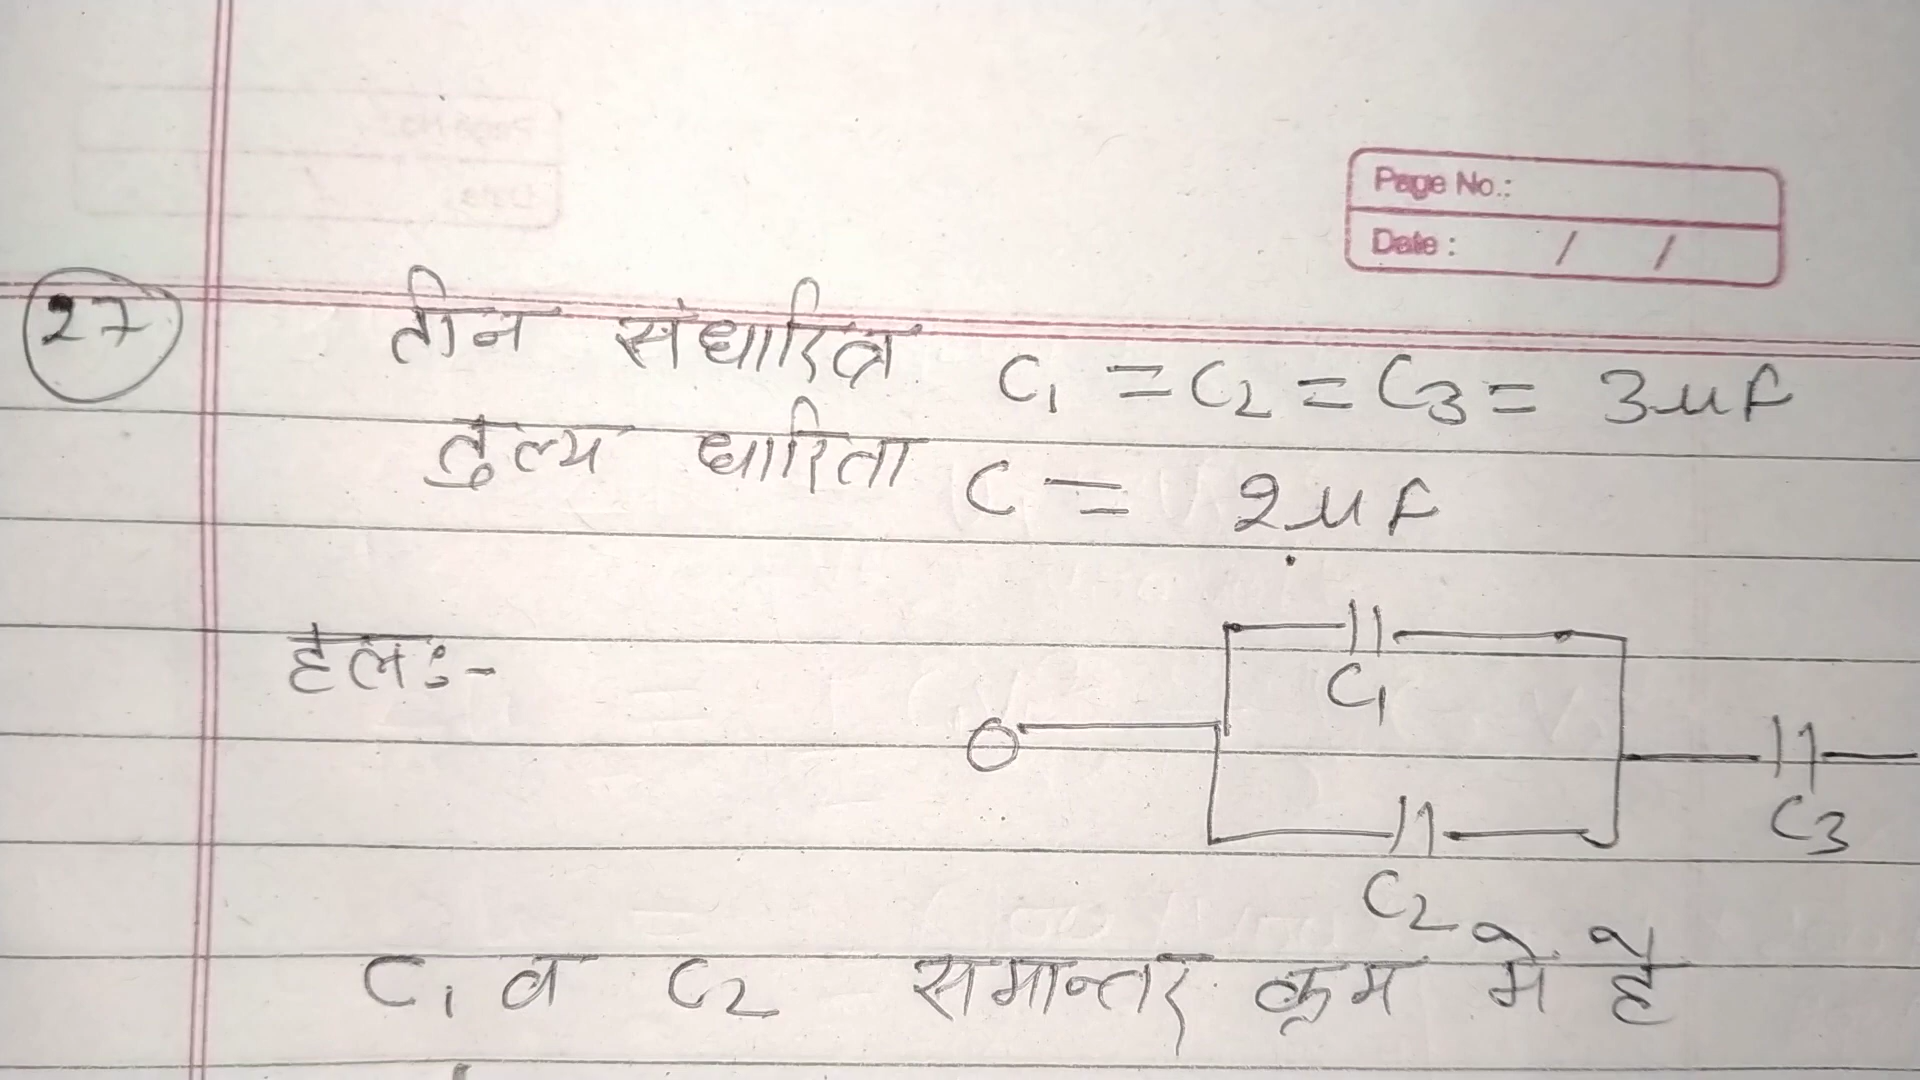 Page No.:
Date : / /
27 तीन संधारित्र C1 = C2 = C3 = 3μF
तुल्य धारिता C = 2μF
हल:-
C1
C3
C2
C1 व C2 समान्तर क्रम में है